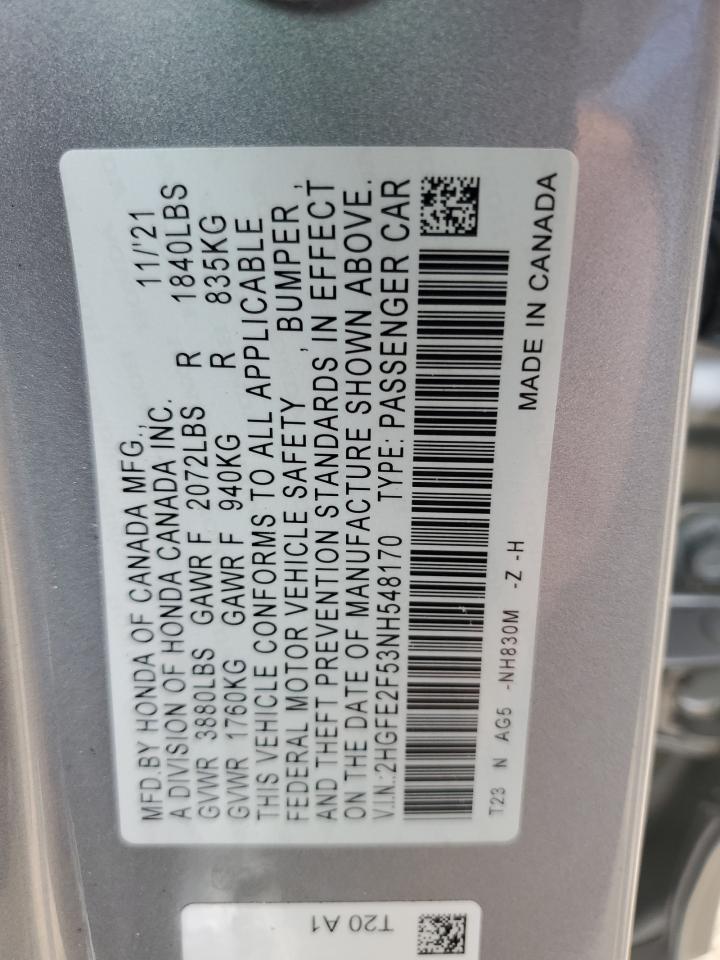 MFD.BY HONDA OF CANADA MFG., 11/'21
A DIVISION OF HONDA CANADA INC.
GVWR 3880LBS GAWR F 2072LBS R 1840LBS
GVWR 1760KG GAWR F 940KG R 835KG
THIS VEHICLE CONFORMS TO ALL APPLICABLE
FEDERAL MOTOR VEHICLE SAFETY , BUMPER ,
AND THEFT PREVENTION STANDARDS IN EFFECT
ON THE DATE OF MANUFACTURE SHOWN ABOVE.
V.I.N.:2HGFE2F53NH548170 TYPE: PASSENGER CAR
T23 N AG5 -NH830M -Z -H
MADE IN CANADA
T20 A1